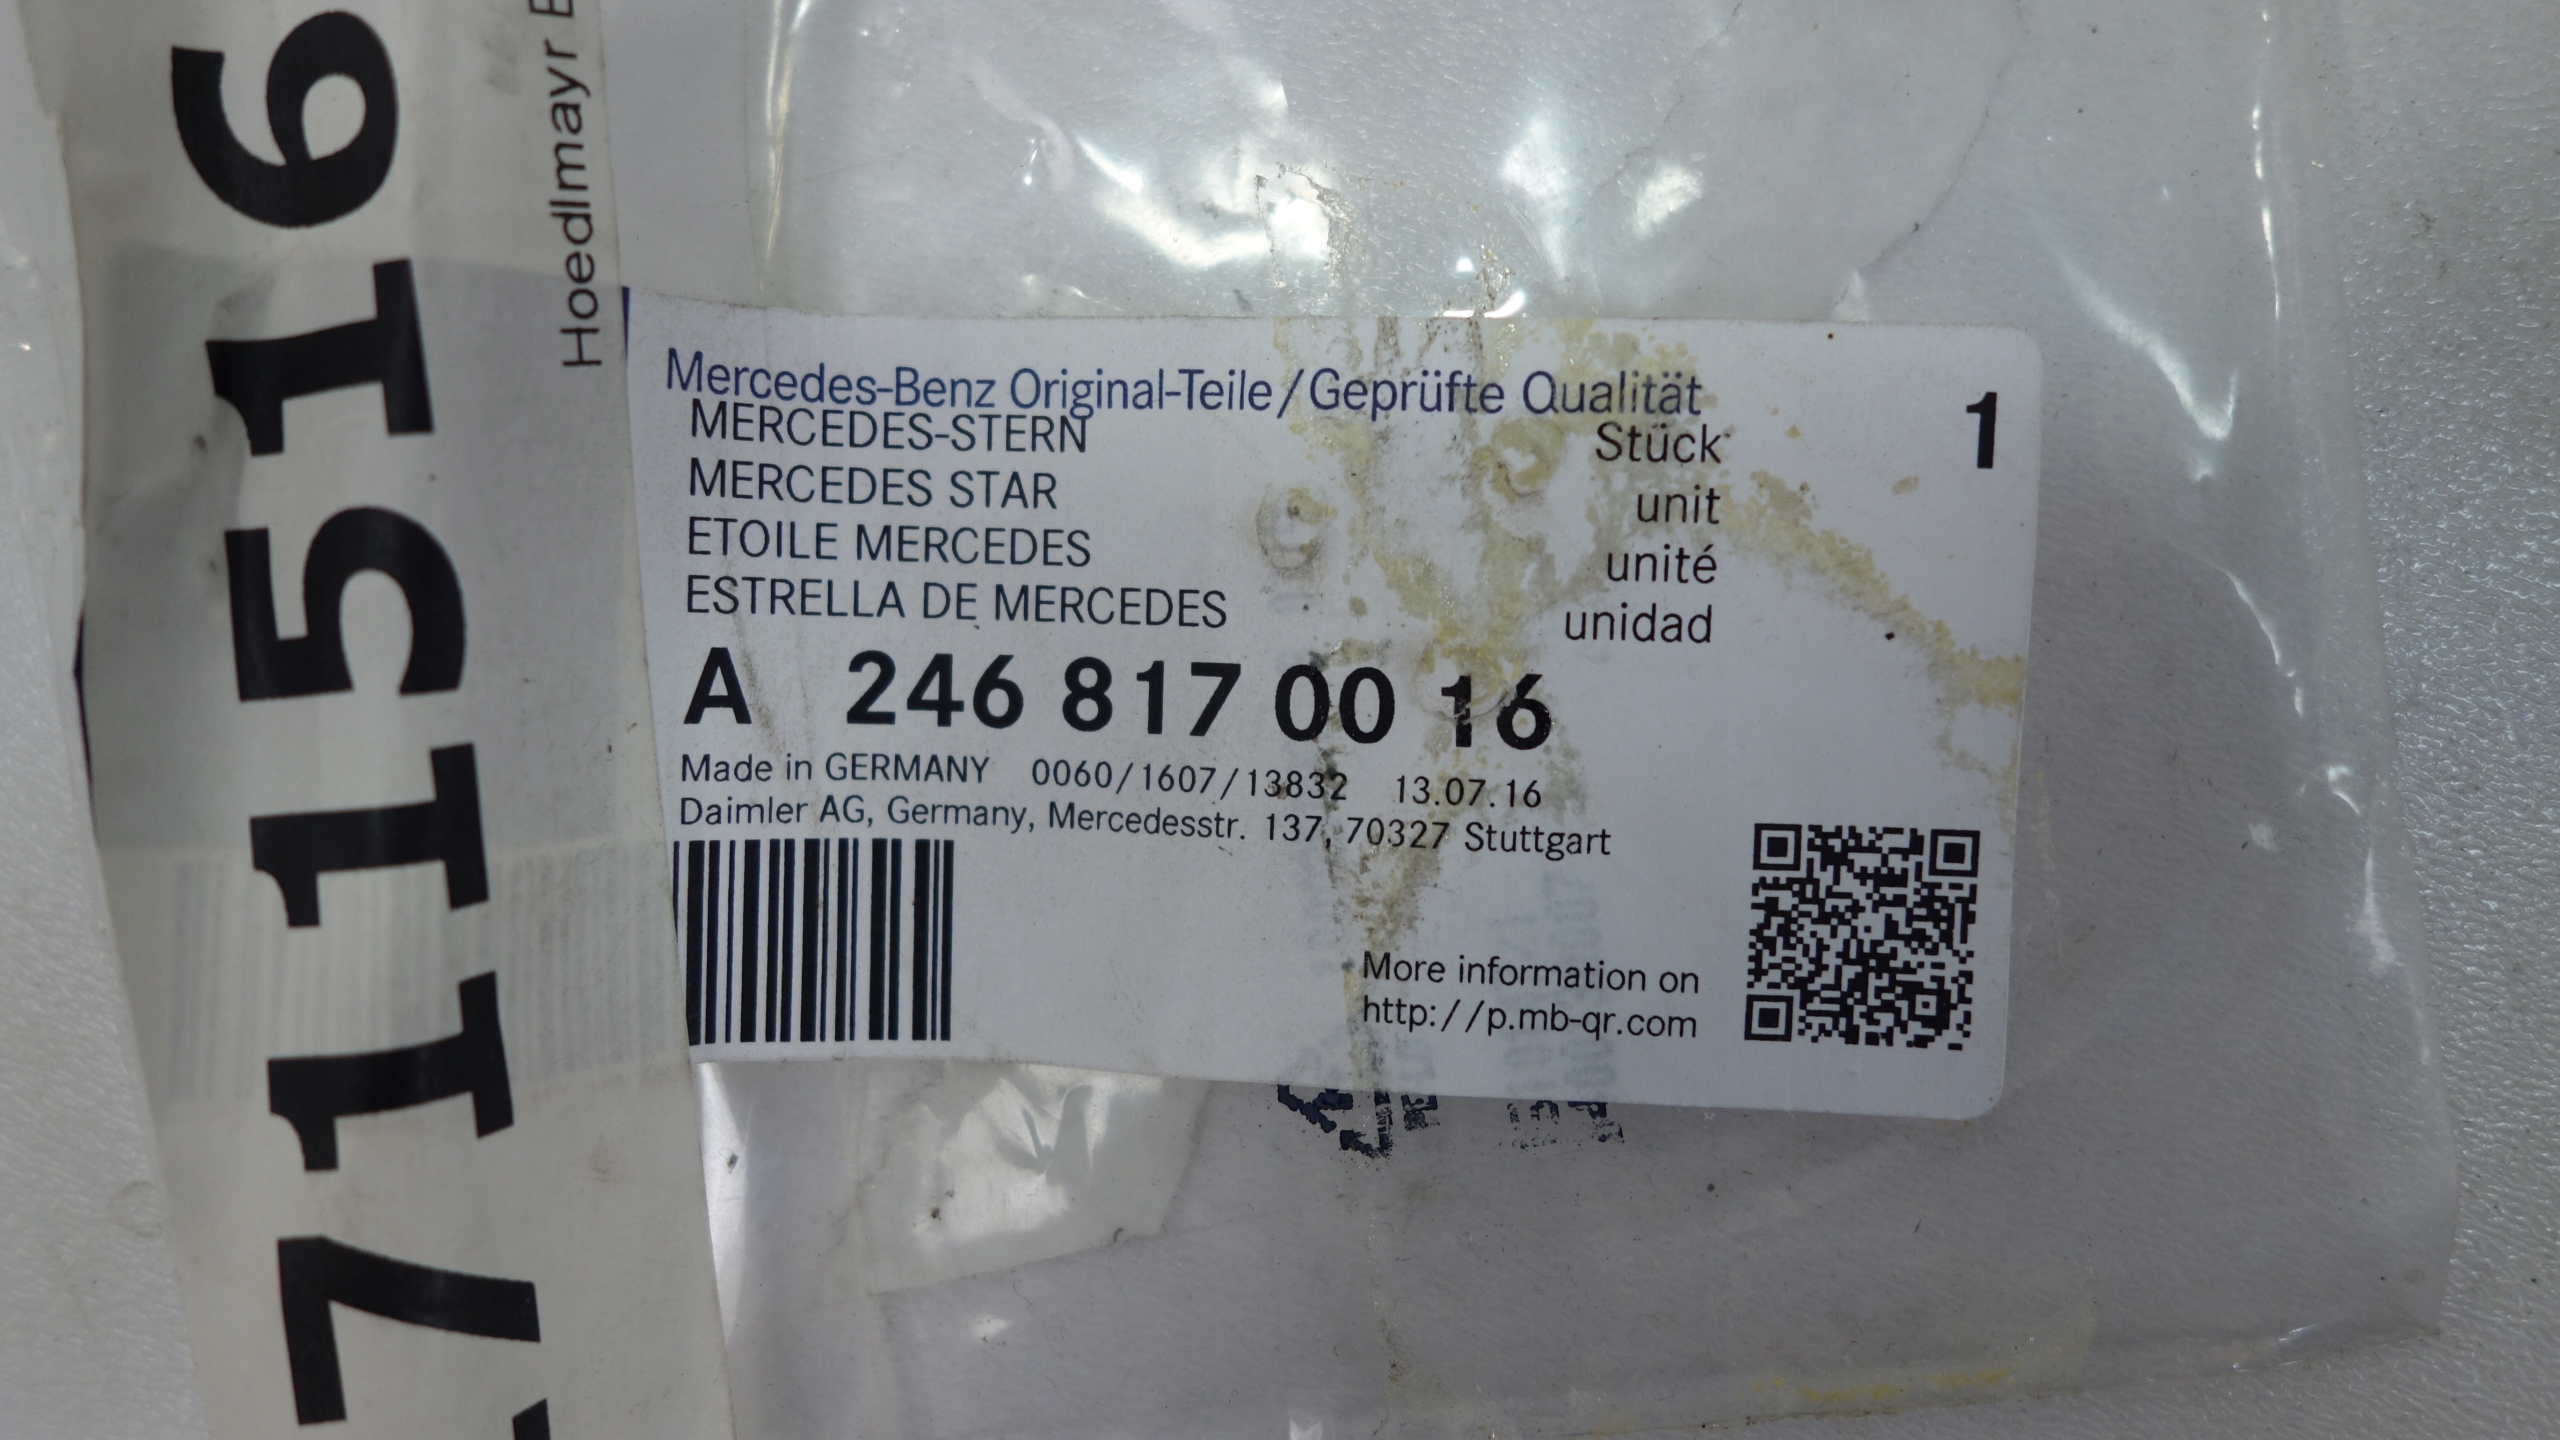 711516
Hoedlmayr
Mercedes-Benz Original-Teile/Geprüfte Qualität
MERCEDES-STERN Stück 1
MERCEDES STAR unit
ETOILE MERCEDES unité
ESTRELLA DE MERCEDES unidad
A 246 817 00 16
Made in GERMANY 0060/1607/13832 13.07.16
Daimler AG, Germany, Mercedesstr. 137, 70327 Stuttgart
More information on
http://p.mb-qr.com